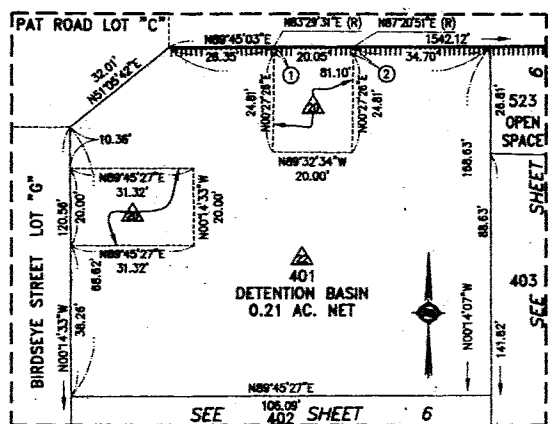 PAT ROAD LOT "C"
N83°29'31"E (R)
N87°20'51"E (R)
N89°45'03"E
1542.12'
26.35'
20.05'
34.70'
32.01'
N51°05'42"E
1
2
81.10'
24.81'
N00°27'26"E
20
N00°27'26"E
24.81'
26.81'
6
523
OPEN
SPACE
SHEET
10.36'
N89°32'34"W
20.00'
168.63'
N89°45'27"E
31.32'
20.00'
N00°14'33"W
20.00'
120.56'
BIRDSEYE STREET LOT "G"
N89°45'27"E
31.32'
68.62'
88.63'
22
401
DETENTION BASIN
0.21 AC. NET
403
SEE
38.26'
N00°14'33"W
N00°14'07"W
141.82'
N89°45'27"E
106.09'
SEE 402 SHEET 6